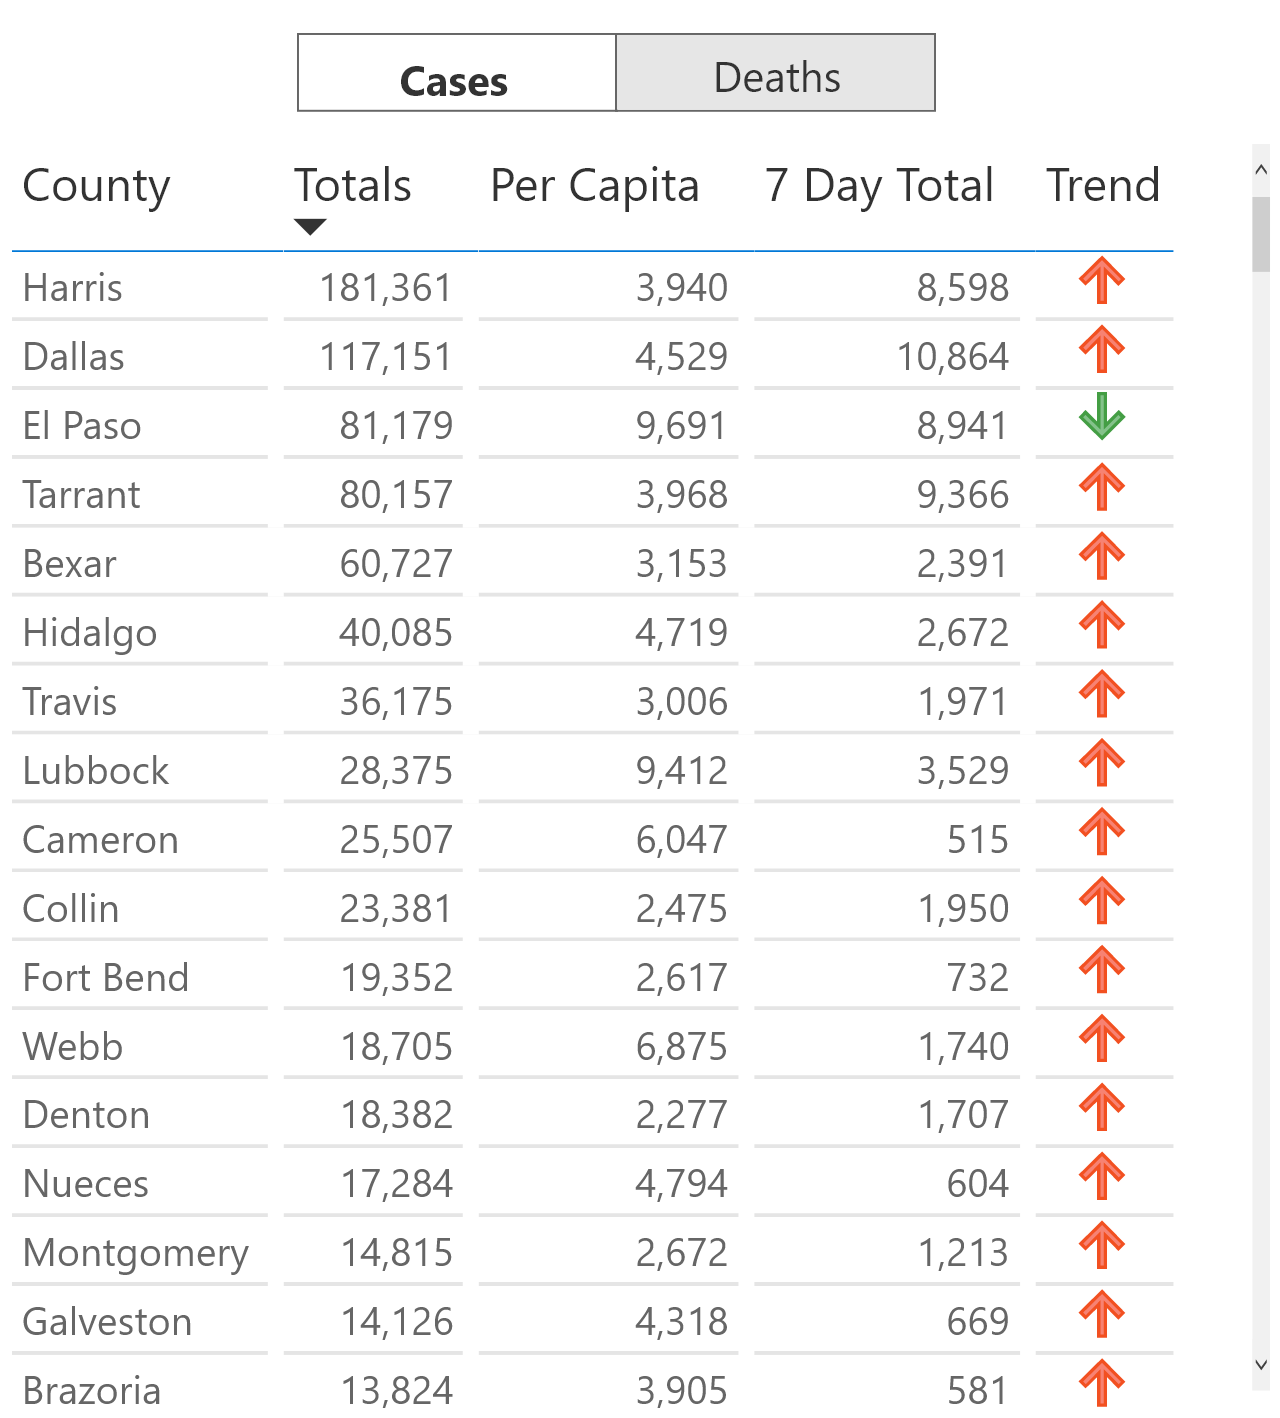 Cases Deaths
County Totals Per Capita 7 Day Total Trend
Harris 181,361 3,940 8,598
Dallas 117,151 4,529 10,864
El Paso 81,179 9,691 8,941
Tarrant 80,157 3,968 9,366
Bexar 60,727 3,153 2,391
Hidalgo 40,085 4,719 2,672
Travis 36,175 3,006 1,971
Lubbock 28,375 9,412 3,529
Cameron 25,507 6,047 515
Collin 23,381 2,475 1,950
Fort Bend 19,352 2,617 732
Webb 18,705 6,875 1,740
Denton 18,382 2,277 1,707
Nueces 17,284 4,794 604
Montgomery 14,815 2,672 1,213
Galveston 14,126 4,318 669
Brazoria 13,824 3,905 581